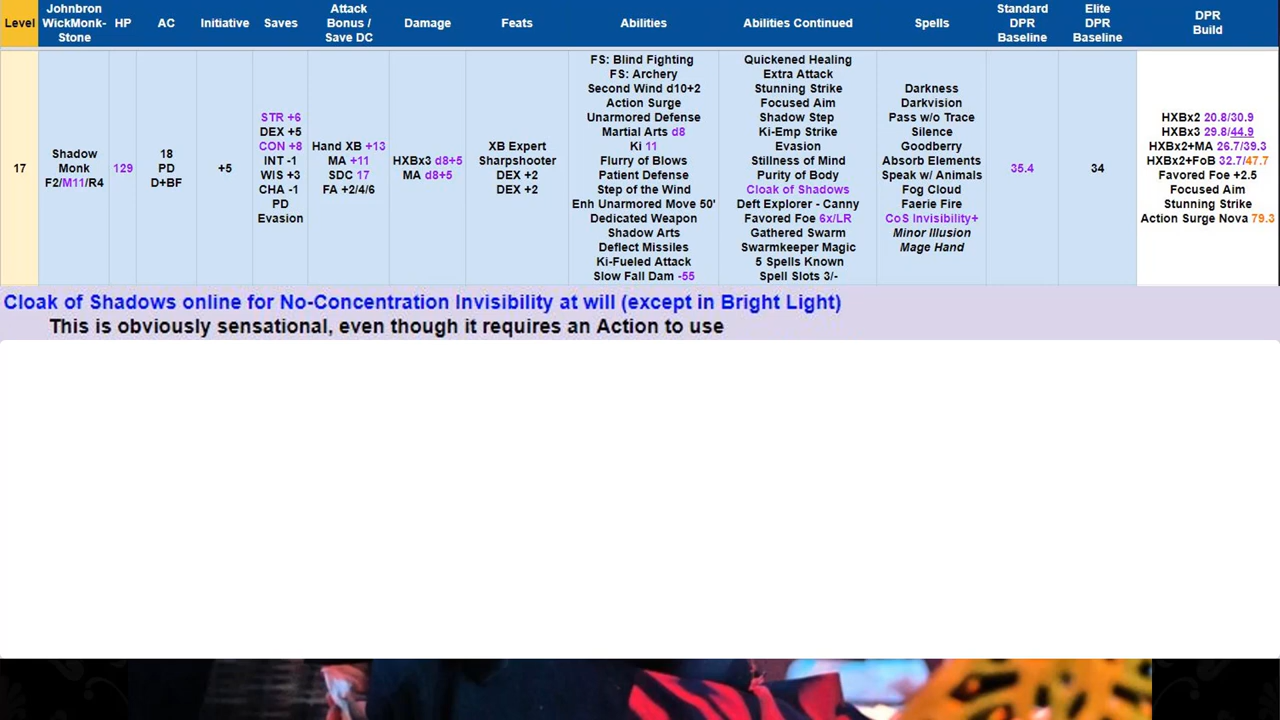 Level
Johnbron
WickMonk-
Stone
HP
AC
Initiative
Saves
Attack
Bonus /
Save DC
Damage
Feats
Abilities
Abilities Continued
Spells
Standard
DPR
Baseline
Elite
DPR
Baseline
DPR
Build
17
Shadow
Monk
F2/M11/R4
129
18
PD
D+BF
+5
STR +6
DEX +5
CON +8
INT -1
WIS +3
CHA -1
PD
Evasion
Hand XB +13
MA +11
SDC 17
FA +2/4/6
HXBx3 d8+5
MA d8+5
XB Expert
Sharpshooter
DEX +2
DEX +2
FS: Blind Fighting
FS: Archery
Second Wind d10+2
Action Surge
Unarmored Defense
Martial Arts d8
Ki 11
Flurry of Blows
Patient Defense
Step of the Wind
Enh Unarmored Move 50'
Dedicated Weapon
Shadow Arts
Deflect Missiles
Ki-Fueled Attack
Slow Fall Dam -55
Quickened Healing
Extra Attack
Stunning Strike
Focused Aim
Shadow Step
Ki-Emp Strike
Evasion
Stillness of Mind
Purity of Body
Cloak of Shadows
Deft Explorer - Canny
Favored Foe 6x/LR
Gathered Swarm
Swarmkeeper Magic
5 Spells Known
Spell Slots 3/-
Darkness
Darkvision
Pass w/o Trace
Silence
Goodberry
Absorb Elements
Speak w/ Animals
Fog Cloud
Faerie Fire
CoS Invisibility+
Minor Illusion
Mage Hand
35.4
34
HXBx2 20.8/30.9
HXBx3 29.8/44.9
HXBx2+MA 26.7/39.3
HXBx2+FoB 32.7/47.7
Favored Foe +2.5
Focused Aim
Stunning Strike
Action Surge Nova 79.3
Cloak of Shadows online for No-Concentration Invisibility at will (except in Bright Light)
This is obviously sensational, even though it requires an Action to use